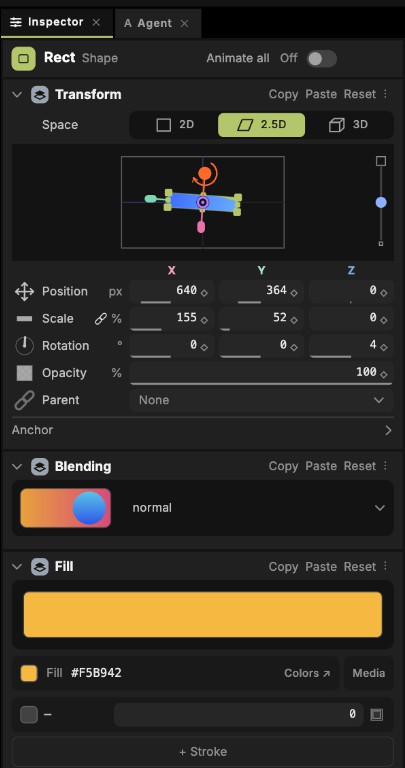 Inspector × A Agent ×
Rect Shape Animate all Off
Transform Copy Paste Reset
Space 2D 2.5D 3D
X Y Z
Position px 640 364 0
Scale % 155 52 0
Rotation ° 0 0 4
Opacity % 100
Parent None
Anchor
Blending Copy Paste Reset
normal
Fill Copy Paste Reset
Fill #F5B942 Colors ↗ Media
– 0
+ Stroke